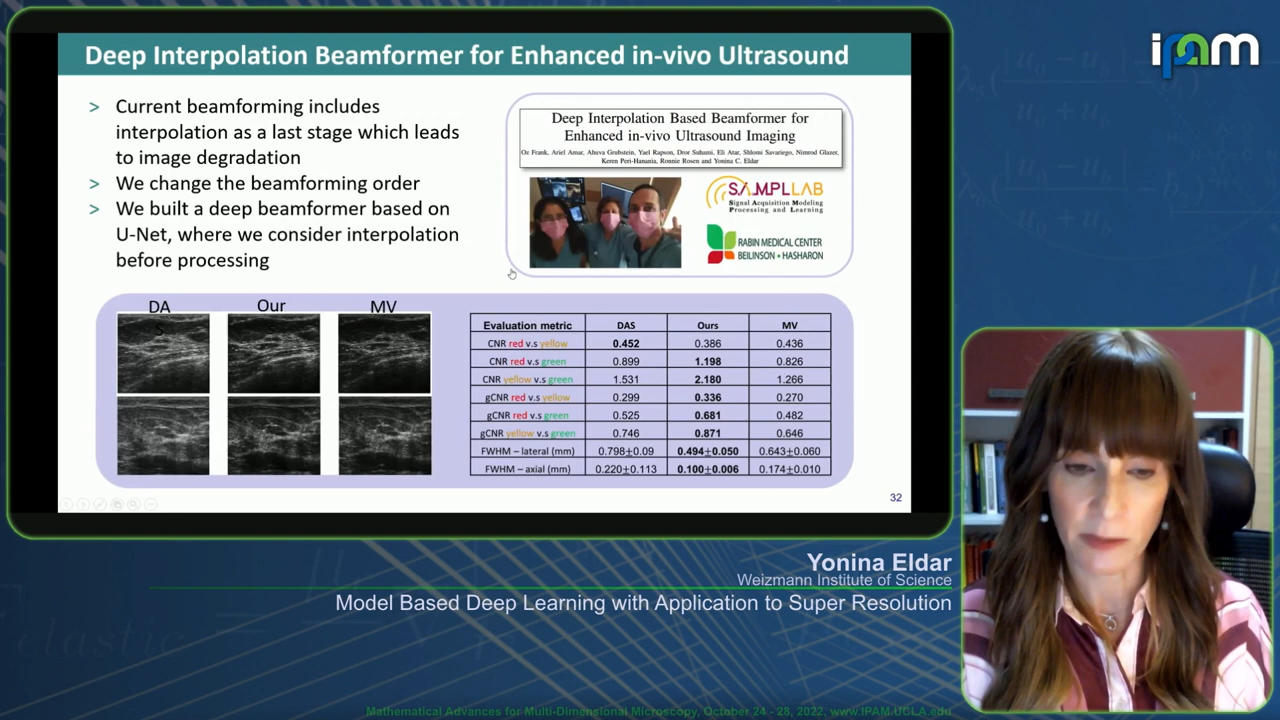 Deep Interpolation Beamformer for Enhanced in-vivo Ultrasound
ipam
> Current beamforming includes
interpolation as a last stage which leads
to image degradation
> We change the beamforming order
> We built a deep beamformer based on
U-Net, where we consider interpolation
before processing
Deep Interpolation Based Beamformer for
Enhanced in-vivo Ultrasound Imaging
Oz Frank, Ariel Amar, Ahuva Grubstein, Yael Rapson, Dror Suhami, Eli Atar, Shlomi Savariego, Nimrod Glazer,
Keren Peri-Hanania, Ronnie Rosen and Yonina C. Eldar
SAMPL LAB
Signal Acquisition Modeling
Processing and Learning
RABIN MEDICAL CENTER
BEILINSON • HASHARON
DA
S
Our
MV
Evaluation metric DAS Ours MV
CNR red v.s yellow 0.452 0.386 0.436
CNR red v.s green 0.899 1.198 0.826
CNR yellow v.s green 1.531 2.180 1.266
gCNR red v.s yellow 0.299 0.336 0.270
gCNR red v.s green 0.525 0.681 0.482
gCNR yellow v.s green 0.746 0.871 0.646
FWHM – lateral (mm) 0.798±0.09 0.494±0.050 0.643±0.060
FWHM – axial (mm) 0.220±0.113 0.100±0.006 0.174±0.010
32
Yonina Eldar
Weizmann Institute of Science
Model Based Deep Learning with Application to Super Resolution
Mathematical Advances for Multi-Dimensional Microscopy, October 24 - 28, 2022, www.IPAM.UCLA.edu